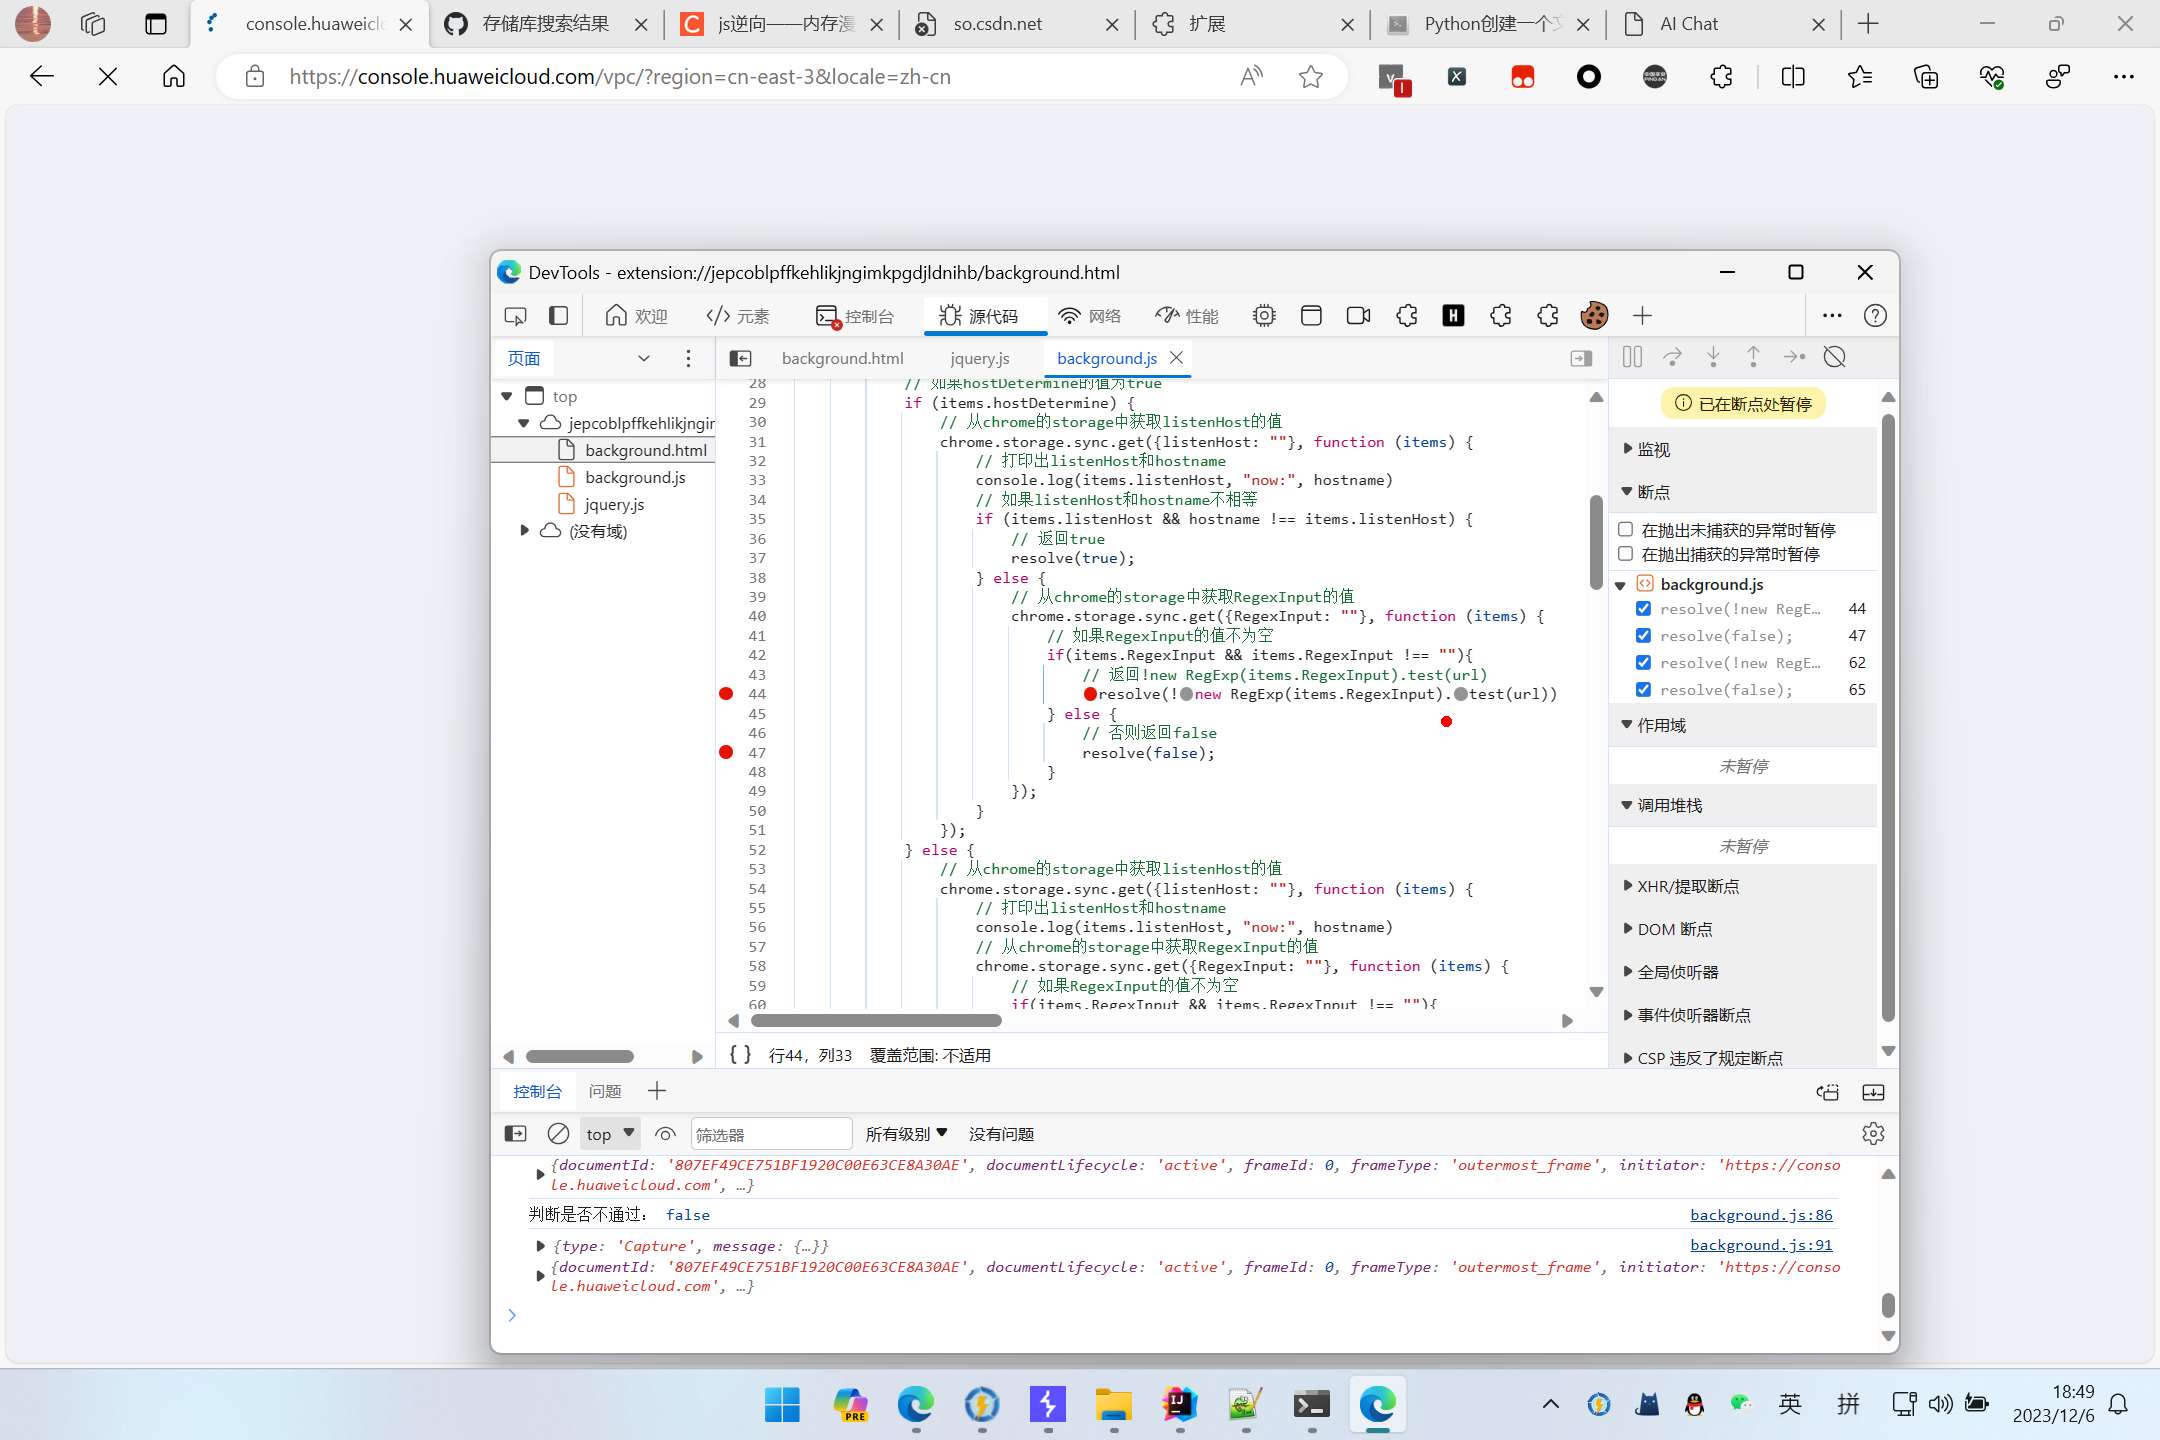 console.huaweiclo
存储库搜索结果
js逆向——内存漫
so.csdn.net
扩展
Python创建一个文
AI Chat
https://console.huaweicloud.com/vpc/?region=cn-east-3&locale=zh-cn
DevTools - extension://jepcoblpffkehlikjngimkpgdjldnihb/background.html
欢迎
元素
控制台
源代码
网络
性能
页面
background.html
jquery.js
background.js
top
jepcoblpffkehlikjngir
background.html
background.js
jquery.js
(没有域)
28 // 如果hostDetermine的值为true
29 if (items.hostDetermine) {
30 // 从chrome的storage中获取listenHost的值
31 chrome.storage.sync.get({listenHost: ""}, function (items) {
32 // 打印出listenHost和hostname
33 console.log(items.listenHost, "now:", hostname)
34 // 如果listenHost和hostname不相等
35 if (items.listenHost && hostname !== items.listenHost) {
36 // 返回true
37 resolve(true);
38 } else {
39 // 从chrome的storage中获取RegexInput的值
40 chrome.storage.sync.get({RegexInput: ""}, function (items) {
41 // 如果RegexInput的值不为空
42 if(items.RegexInput && items.RegexInput !== ""){
43 // 返回!new RegExp(items.RegexInput).test(url)
44 resolve(!new RegExp(items.RegexInput).test(url))
45 } else {
46 // 否则返回false
47 resolve(false);
48 }
49 });
50 }
51 });
52 } else {
53 // 从chrome的storage中获取listenHost的值
54 chrome.storage.sync.get({listenHost: ""}, function (items) {
55 // 打印出listenHost和hostname
56 console.log(items.listenHost, "now:", hostname)
57 // 从chrome的storage中获取RegexInput的值
58 chrome.storage.sync.get({RegexInput: ""}, function (items) {
59 // 如果RegexInput的值不为空
60 if(items.RegexInput && items.RegexInput !== ""){
{ } 行44, 列33 覆盖范围: 不适用
已在断点处暂停
监视
断点
在抛出未捕获的异常时暂停
在抛出捕获的异常时暂停
background.js
resolve(!new RegE… 44
resolve(false); 47
resolve(!new RegE… 62
resolve(false); 65
作用域
未暂停
调用堆栈
未暂停
XHR/提取断点
DOM 断点
全局侦听器
事件侦听器断点
CSP 违反了规定断点
控制台 问题
top 筛选器 所有级别 没有问题
{documentId: '807EF49CE751BF1920C00E63CE8A30AE', documentLifecycle: 'active', frameId: 0, frameType: 'outermost_frame', initiator: 'https://conso
le.huaweicloud.com', …}
判断是否不通过: false background.js:86
{type: 'Capture', message: {…}} background.js:91
{documentId: '807EF49CE751BF1920C00E63CE8A30AE', documentLifecycle: 'active', frameId: 0, frameType: 'outermost_frame', initiator: 'https://conso
le.huaweicloud.com', …}
PRE
英
拼
18:49
2023/12/6